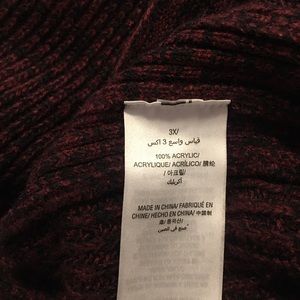 3X/
قياس واسع 3 اكس
100% ACRYLIC/
ACRYLIQUE/ ACRÍLICO/ 腈纶
/ 아크릴/
أكريليك
MADE IN CHINA/ FABRIQUÉ EN
CHINE/ HECHO EN CHINA/ 中国制
造/ 중국산/
صنع في الصين